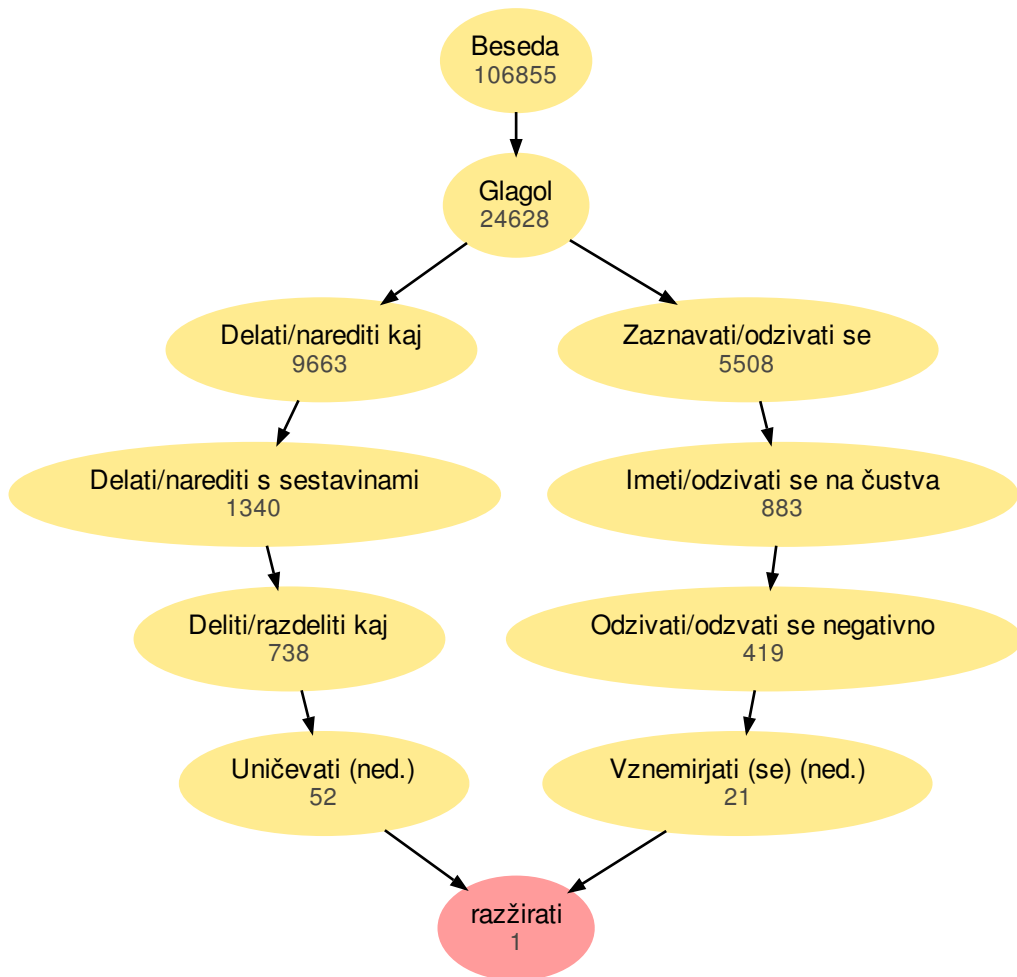 Beseda
106855
Glagol
24628
Delati/narediti kaj
9663
Zaznavati/odzivati se
5508
Delati/narediti s sestavinami
1340
Imeti/odzivati se na čustva
883
Deliti/razdeliti kaj
738
Odzivati/odzvati se negativno
419
Uničevati (ned.)
52
Vznemirjati (se) (ned.)
21
razžirati
1